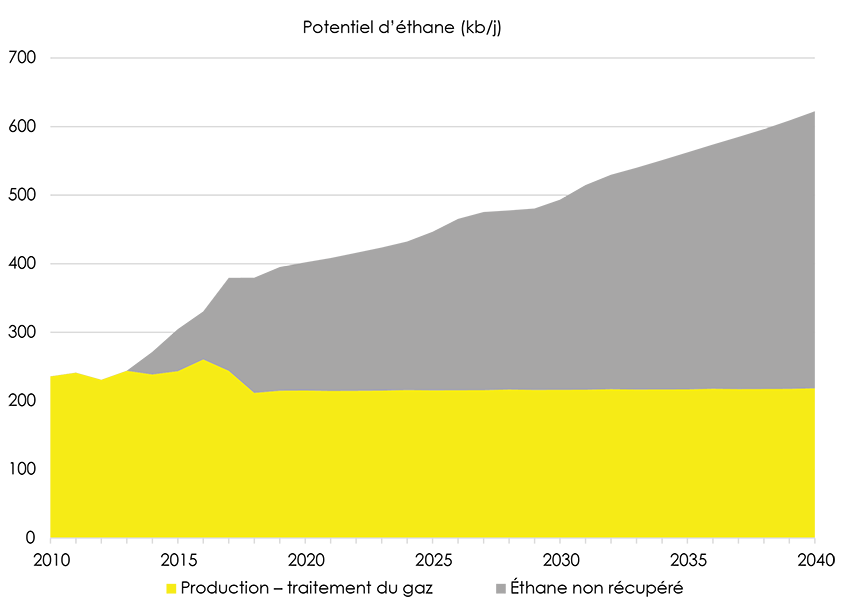 Potentiel d'éthane (kb/j)
700
600
500
400
300
200
100
0
2010 2015 2020 2025 2030 2035 2040
Production – traitement du gaz Éthane non récupéré